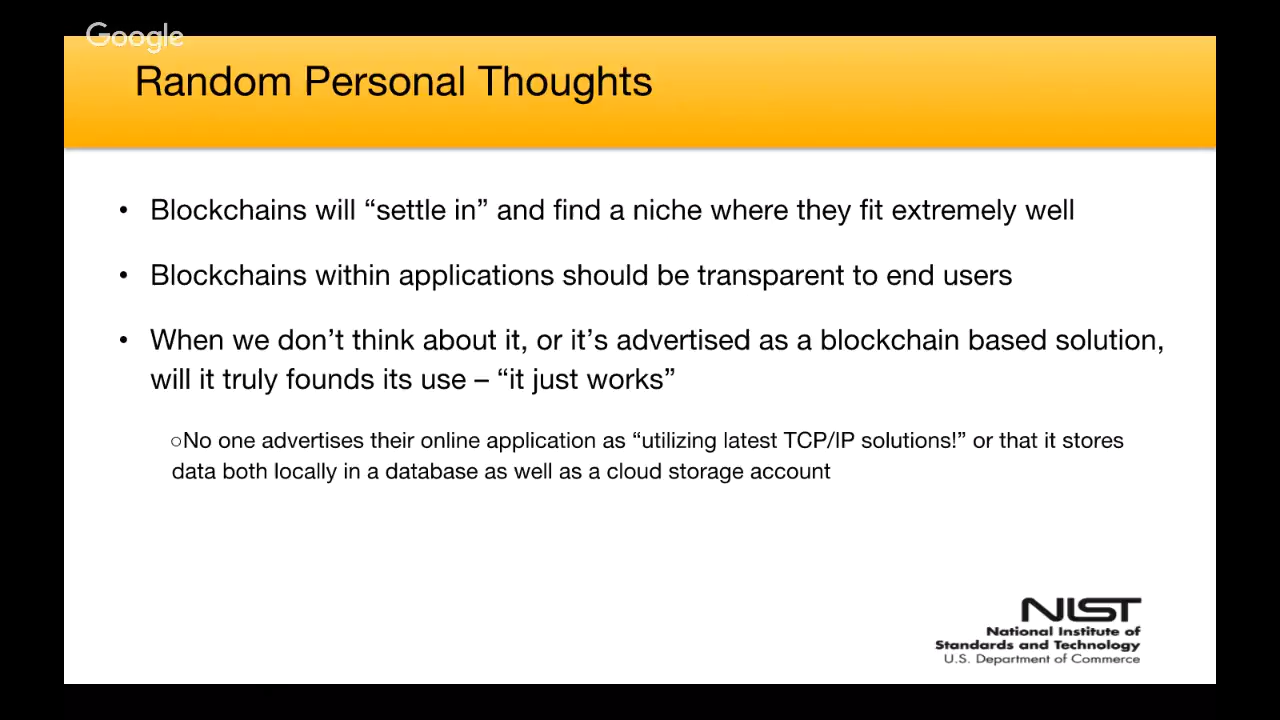 Google
Random Personal Thoughts
• Blockchains will “settle in” and find a niche where they fit extremely well
• Blockchains within applications should be transparent to end users
• When we don’t think about it, or it’s advertised as a blockchain based solution,
will it truly founds its use – “it just works”
○No one advertises their online application as “utilizing latest TCP/IP solutions!” or that it stores
data both locally in a database as well as a cloud storage account
NIST
National Institute of
Standards and Technology
U.S. Department of Commerce